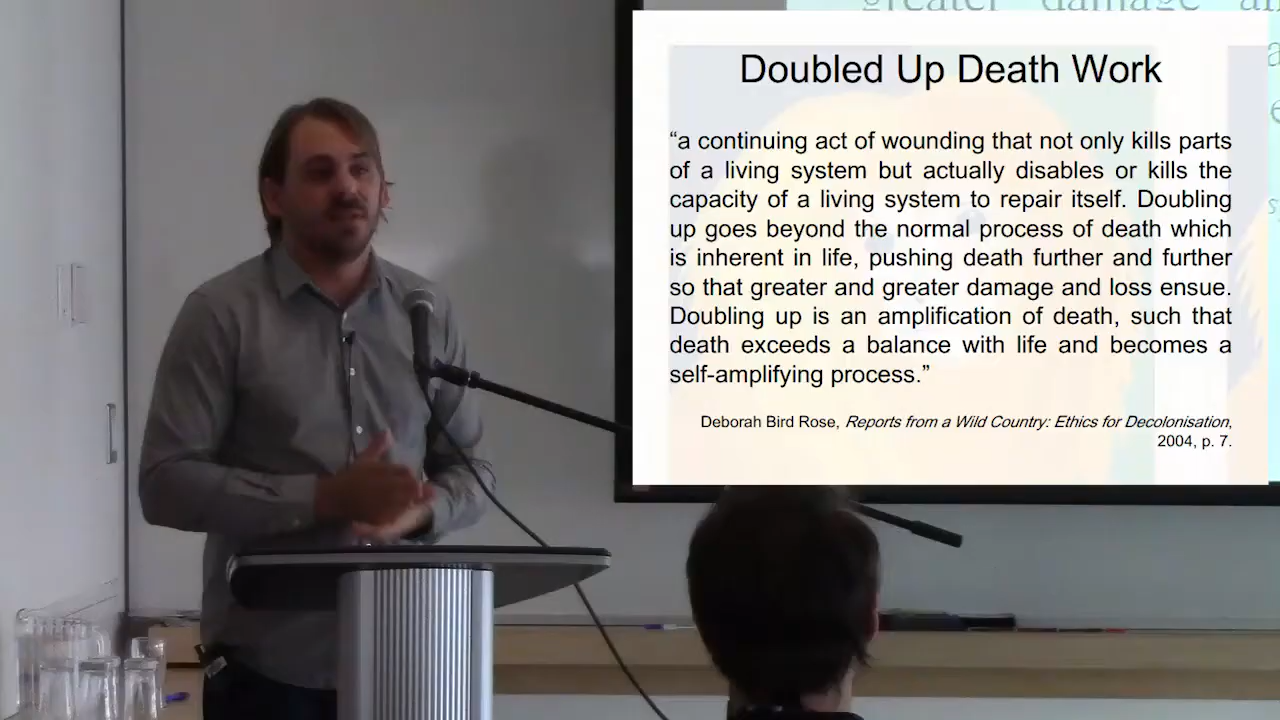 greater damage an
Doubled Up Death Work
“a continuing act of wounding that not only kills parts
of a living system but actually disables or kills the
capacity of a living system to repair itself. Doubling
up goes beyond the normal process of death which
is inherent in life, pushing death further and further
so that greater and greater damage and loss ensue.
Doubling up is an amplification of death, such that
death exceeds a balance with life and becomes a
self-amplifying process.”
Deborah Bird Rose, Reports from a Wild Country: Ethics for Decolonisation,
2004, p. 7.